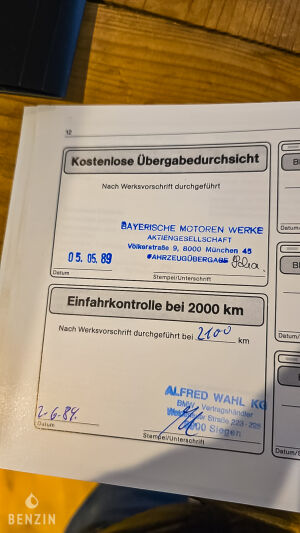 12
Kostenlose Übergabedurchsicht
Nach Werksvorschrift durchgeführt
BAYERISCHE MOTOREN WERKE
AKTIENGESELLSCHAFT
Völkerstraße 9, 8000 München 45
FAHRZEUGÜBERGABE
05. 05. 89
Datum
Stempel/Unterschrift
Einfahrkontrolle bei 2000 km
Nach Werksvorschrift durchgeführt bei 2100 km
ALFRED WAHL KG
BMW - Vertragshändler
Straße 223 - 225
Siegen
2-6.89.
Datum
Stempel/Unterschrift
Datum/
Datum/
Datum/S
BENZIN